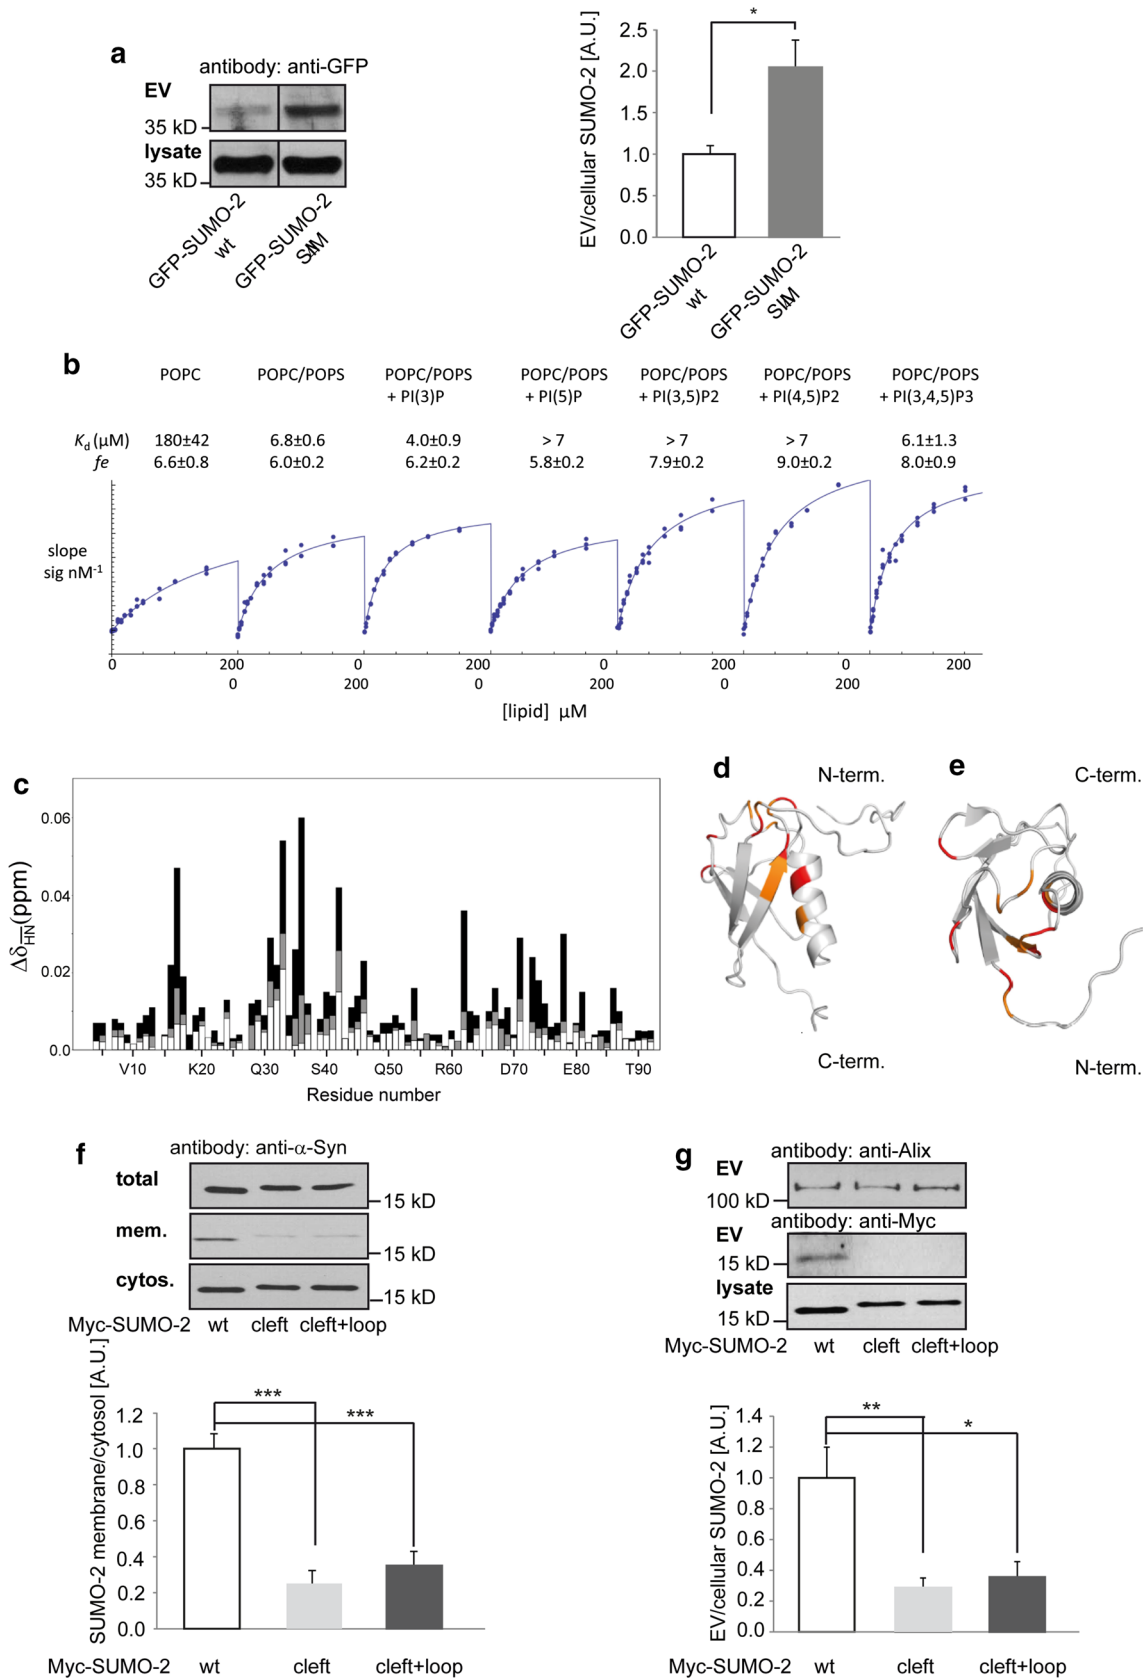 a
antibody: anti-GFP
EV
35 kD
lysate
35 kD
GFP-SUMO-2 wt
GFP-SUMO-2
EV/cellular SUMO-2 [A.U.]
2.5
2.0
1.5
1.0
0.5
0.0
*
GFP-SUMO-2 wt
GFP-SUMO-2
b
POPC POPC/POPS POPC/POPS POPC/POPS POPC/POPS POPC/POPS POPC/POPS
+ PI(3)P + PI(5)P + PI(3,5)P2 + PI(4,5)P2 + PI(3,4,5)P3
Kd (µM) 180±42 6.8±0.6 4.0±0.9 > 7 > 7 > 7 6.1±1.3
fe 6.6±0.8 6.0±0.2 6.2±0.2 5.8±0.2 7.9±0.2 9.0±0.2 8.0±0.9
slope
sig nM-1
0 200 0 200 0 200 0 200
0 200 0 200 0 200
[lipid] µM
c
ΔδHN(ppm)
0.06
0.04
0.02
0.0
V10 K20 Q30 S40 Q50 R60 D70 E80 T90
Residue number
d
N-term.
C-term.
e
C-term.
N-term.
f
antibody: anti-α-Syn
total
15 kD
mem.
15 kD
cytos.
15 kD
Myc-SUMO-2 wt cleft cleft+loop
SUMO-2 membrane/cytosol [A.U.]
1.2
1.0
0.8
0.6
0.4
0.2
0.0
***
***
Myc-SUMO-2 wt cleft cleft+loop
g
antibody: anti-Alix
EV
100 kD
antibody: anti-Myc
EV
15 kD
lysate
15 kD
Myc-SUMO-2 wt cleft cleft+loop
EV/cellular SUMO-2 [A.U.]
1.4
1.2
1.0
0.8
0.6
0.4
0.2
0.0
**
*
Myc-SUMO-2 wt cleft cleft+loop